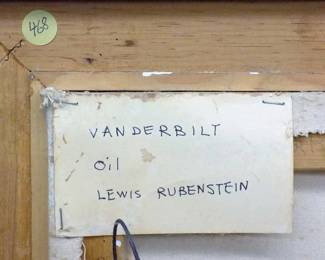 468
VANDERBILT
oil
LEWIS RUBENSTEIN